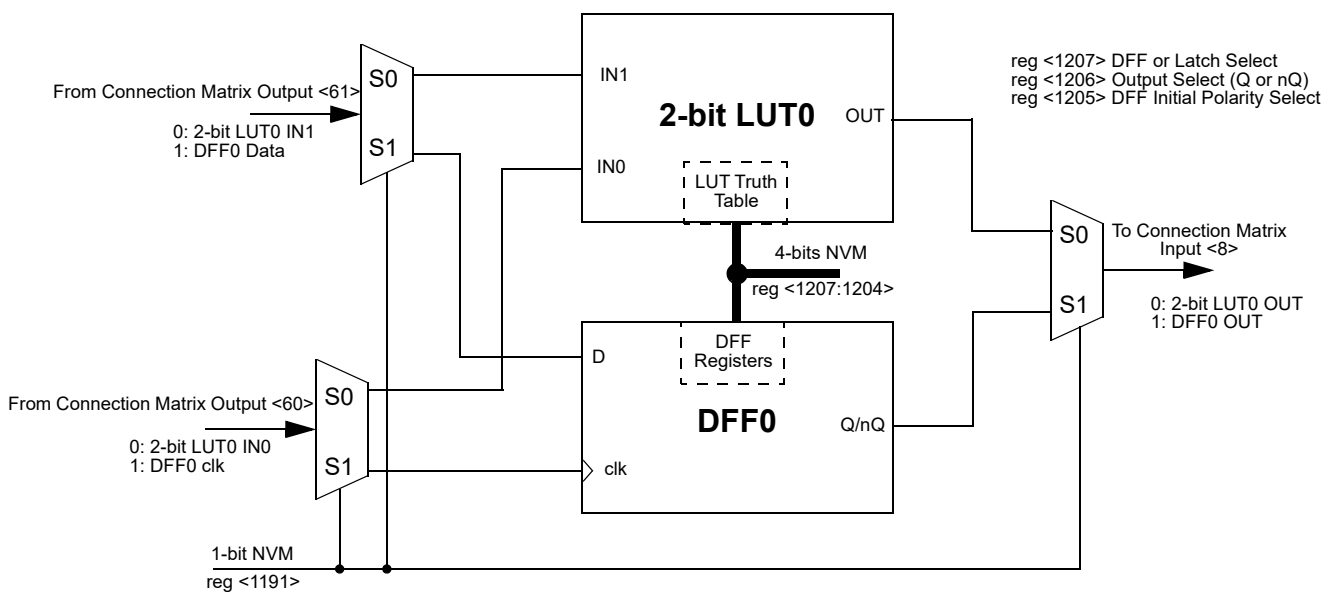 From Connection Matrix Output <61>
0: 2-bit LUT0 IN1
1: DFF0 Data
S0
S1
IN1
IN0
2-bit LUT0
OUT
LUT Truth
Table
reg <1207> DFF or Latch Select
reg <1206> Output Select (Q or nQ)
reg <1205> DFF Initial Polarity Select
4-bits NVM
reg <1207:1204>
S0
S1
To Connection Matrix
Input <8>
0: 2-bit LUT0 OUT
1: DFF0 OUT
From Connection Matrix Output <60>
0: 2-bit LUT0 IN0
1: DFF0 clk
S0
S1
D
clk
DFF
Registers
DFF0
Q/nQ
1-bit NVM
reg <1191>